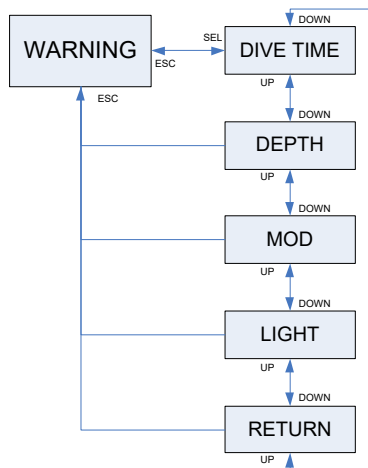 DOWN
WARNING
SEL
ESC
DIVE TIME
UP
DOWN
ESC
DEPTH
UP
DOWN
MOD
UP
DOWN
LIGHT
UP
DOWN
RETURN
UP